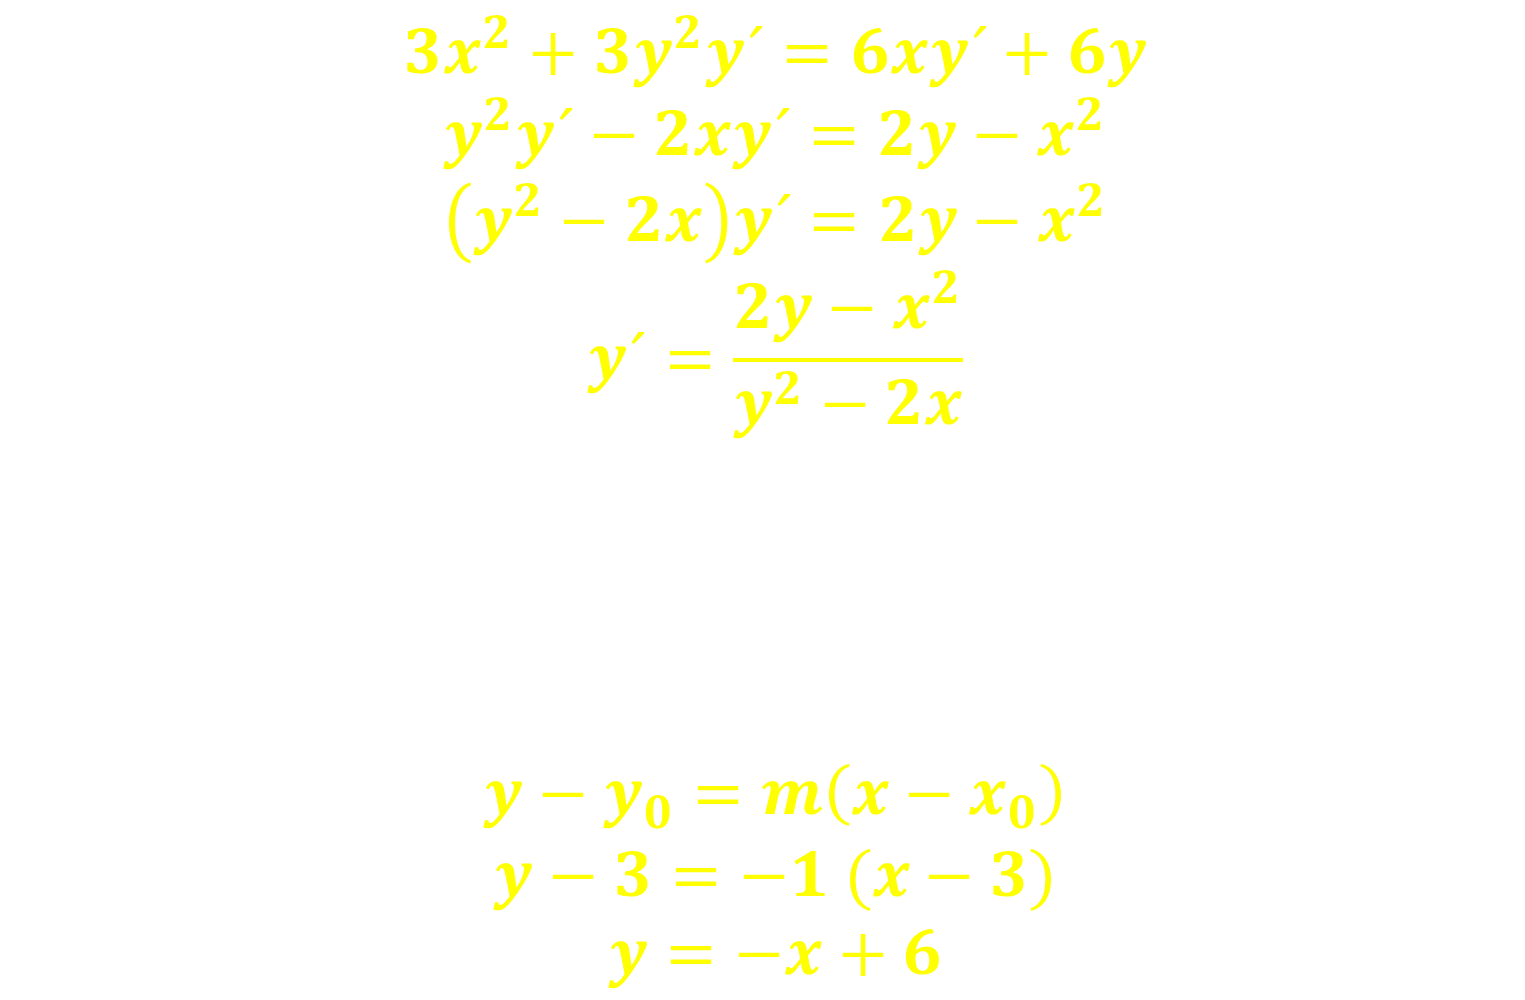 3x² + 3y²y´ = 6xy´ + 6y
y²y´ − 2xy´ = 2y − x²
(y² − 2x)y´ = 2y − x²
y´ = \frac{2y − x²}{y² − 2x}
y − y₀ = m(x − x₀)
y − 3 = −1 (x − 3)
y = −x + 6